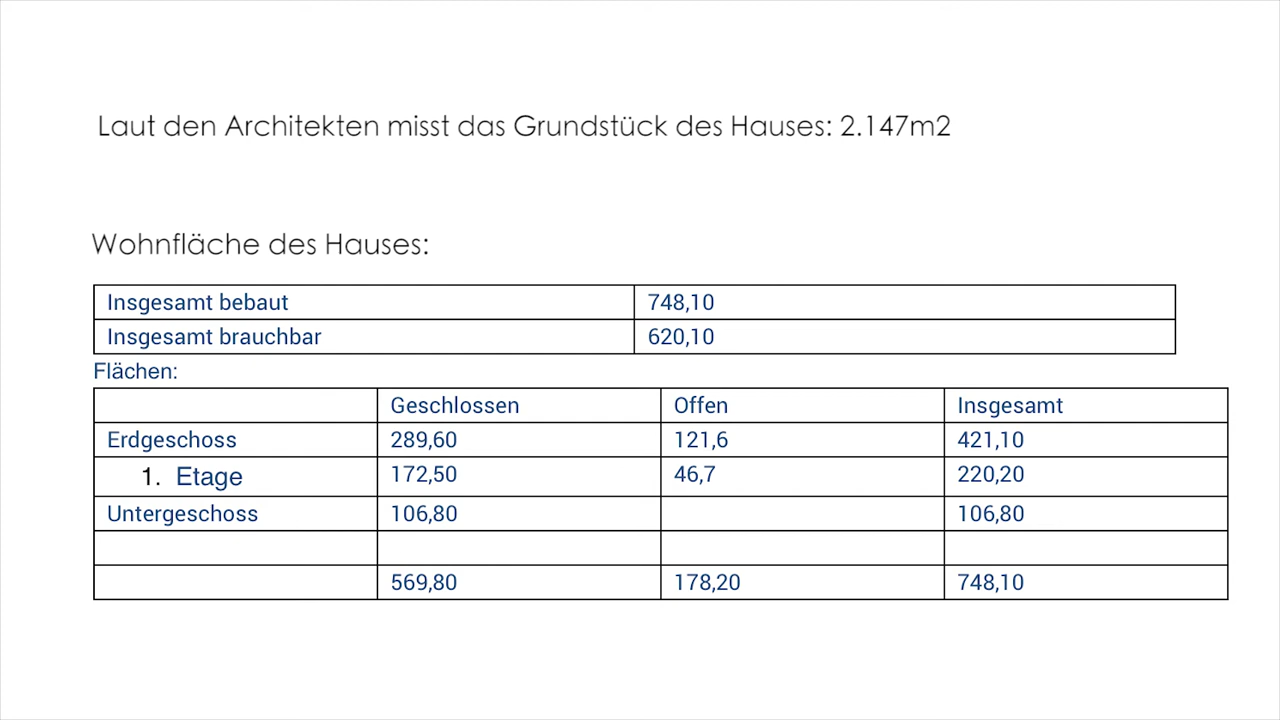 Laut den Architekten misst das Grundstück des Hauses: 2.147m2
Wohnfläche des Hauses:
Insgesamt bebaut 748,10
Insgesamt brauchbar 620,10
Flächen:
Geschlossen Offen Insgesamt
Erdgeschoss 289,60 121,6 421,10
1. Etage 172,50 46,7 220,20
Untergeschoss 106,80 106,80
569,80 178,20 748,10